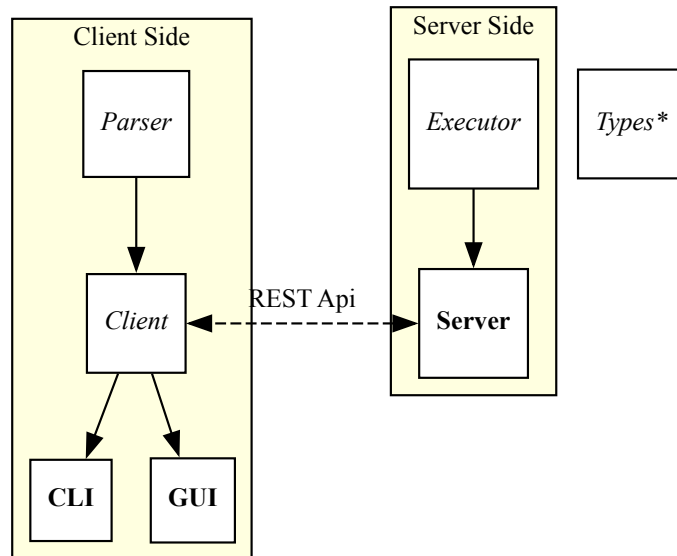 Client Side
Server Side
Parser
Executor
Types*
REST Api
Client
Server
CLI
GUI